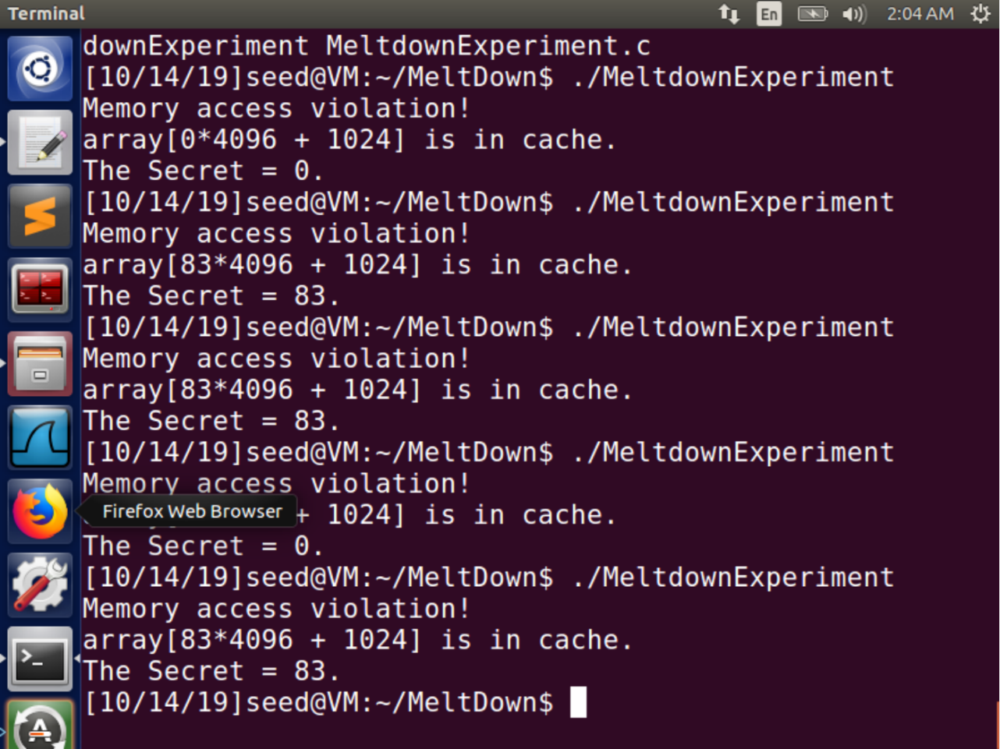 Terminal
En
2:04 AM
downExperiment MeltdownExperiment.c
[10/14/19]seed@VM:~/MeltDown$ ./MeltdownExperiment
Memory access violation!
array[0*4096 + 1024] is in cache.
The Secret = 0.
[10/14/19]seed@VM:~/MeltDown$ ./MeltdownExperiment
Memory access violation!
array[83*4096 + 1024] is in cache.
The Secret = 83.
[10/14/19]seed@VM:~/MeltDown$ ./MeltdownExperiment
Memory access violation!
array[83*4096 + 1024] is in cache.
The Secret = 83.
[10/14/19]seed@VM:~/MeltDown$ ./MeltdownExperiment
Memory access violation!
Firefox Web Browser
+ 1024] is in cache.
The Secret = 0.
[10/14/19]seed@VM:~/MeltDown$ ./MeltdownExperiment
Memory access violation!
array[83*4096 + 1024] is in cache.
The Secret = 83.
[10/14/19]seed@VM:~/MeltDown$